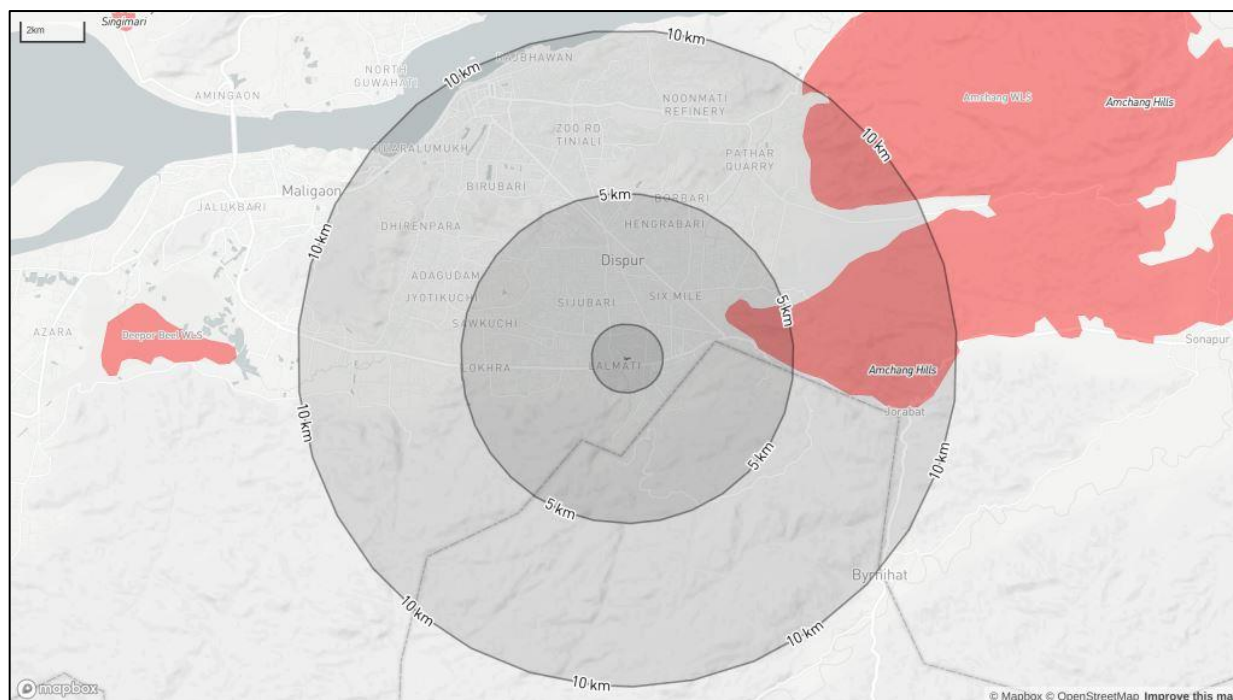 Singimari
2km
10 km
RAJBHAWAN
10 km
NORTH
GUWAHATI
AMINGAON
NOONMATI
REFINERY
Amchang WLS
Amchang Hills
ZOO RD
TINIALI
10 km
PATHAR
QUARRY
Maligaon
BIRUBARI
5 km
JALUKBARI
DHIRENPARA
HENGRABARI
10 km
Dispur
ADAGUDAM
JYOTIKUCHI
SIJUBARI
SIX MILE
5 km
SAWKUCHI
AZARA
Deepor Beel WLS
Sonapur
LOKHRA
LALMATI
Amchang Hills
Jorabat
10 km
5 km
10 km
5 km
Byrnihat
10 km
10 km
10 km
mapbox
© Mapbox © OpenStreetMap Improve this ma